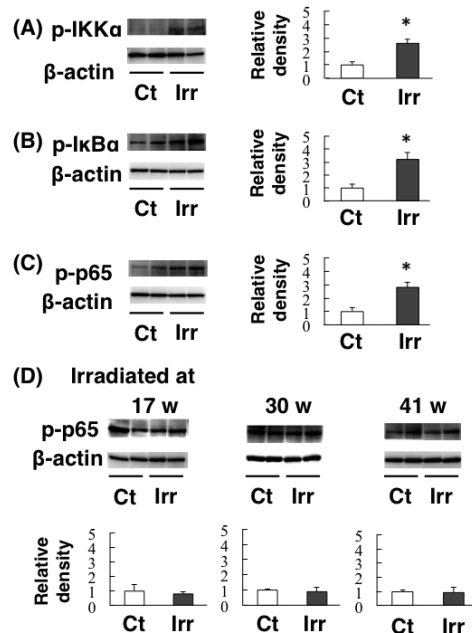 (A) p-IKKα
β-actin
Ct Irr
Relative density
5
4
3
2
1
0
*
Ct Irr
(B) p-IκBα
β-actin
Ct Irr
Relative density
5
4
3
2
1
0
*
Ct Irr
(C) p-p65
β-actin
Ct Irr
Relative density
5
4
3
2
1
0
*
Ct Irr
(D) Irradiated at
17 w 30 w 41 w
p-p65
β-actin
Ct Irr Ct Irr Ct Irr
Relative density
5
4
3
2
1
0
Ct Irr
5
4
3
2
1
0
Ct Irr
5
4
3
2
1
0
Ct Irr